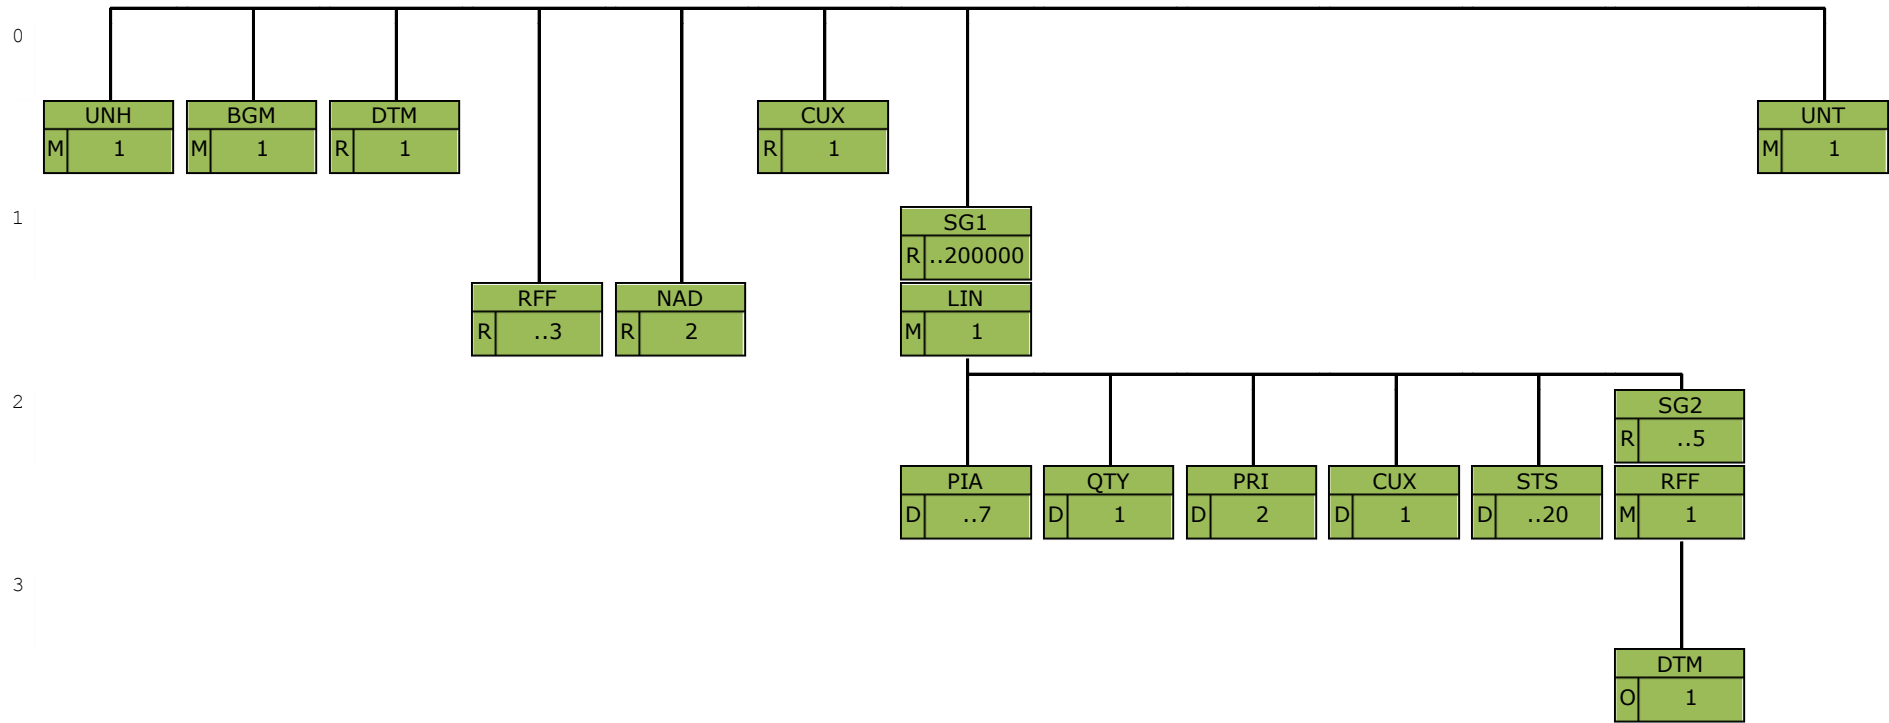 0
UNH BGM DTM CUX UNT
M 1 M 1 R 1 R 1 M 1
1
SG1
R ..200000
RFF NAD LIN
R ..3 R 2 M 1
2
SG2
R ..5
PIA QTY PRI CUX STS RFF
D ..7 D 1 D 2 D 1 D ..20 M 1
3
DTM
O 1